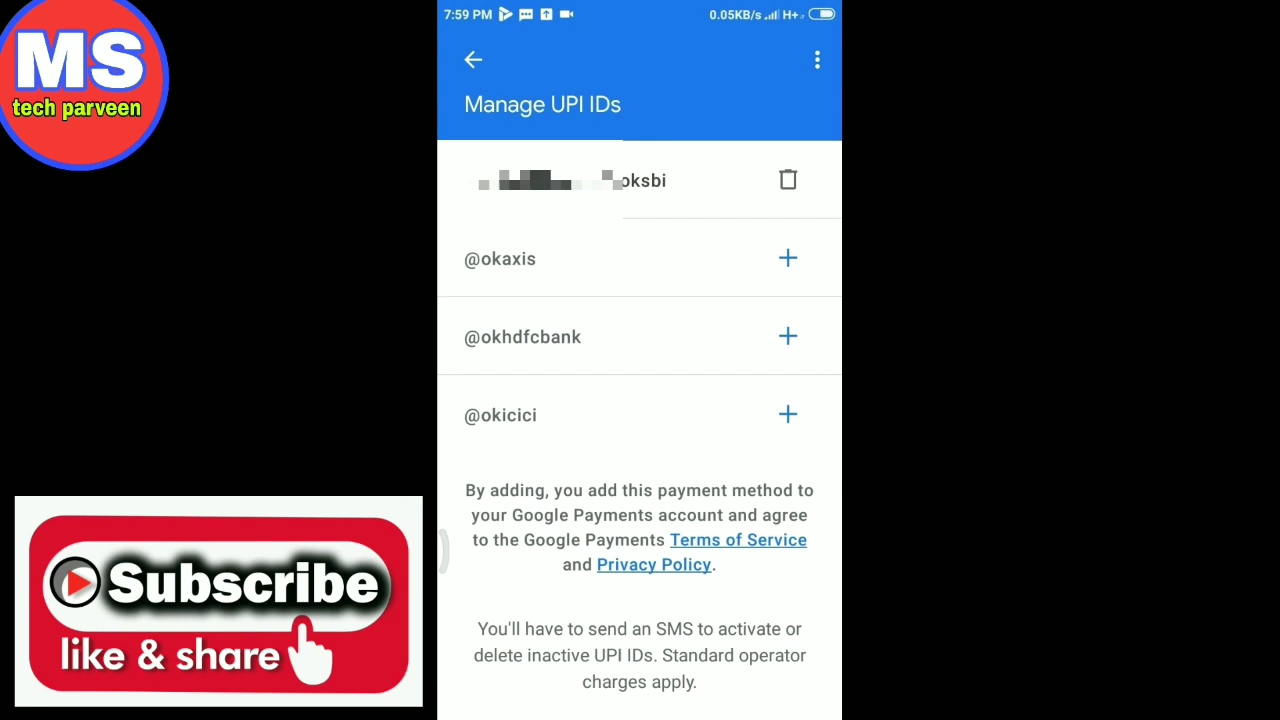 MS
tech parveen
7:59 PM
0.05KB/s
H+
Manage UPI IDs
oksbi
@okaxis
@okhdfcbank
@okicici
By adding, you add this payment method to
your Google Payments account and agree
to the Google Payments Terms of Service
and Privacy Policy.
You'll have to send an SMS to activate or
delete inactive UPI IDs. Standard operator
charges apply.
Subscribe
like & share